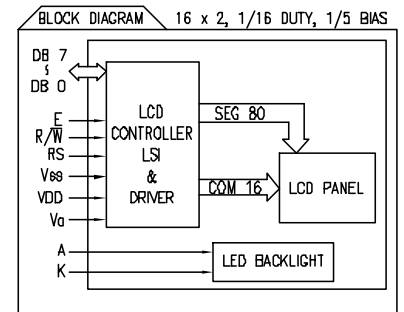 BLOCK DIAGRAM 16 x 2, 1/16 DUTY, 1/5 BIAS
DB 7
DB 0
E
R/W̅
RS
Vss
VDD
Vo
A
K
LCD
CONTROLLER
LSI
&
DRIVER
SEG 80
COM 16
LCD PANEL
LED BACKLIGHT